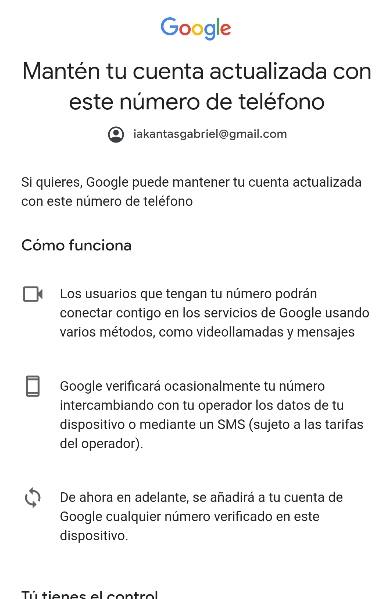 Google
Mantén tu cuenta actualizada con
este número de teléfono
iakantasgabriel@gmail.com
Si quieres, Google puede mantener tu cuenta actualizada
con este número de teléfono
Cómo funciona
Los usuarios que tengan tu número podrán
conectar contigo en los servicios de Google usando
varios métodos, como videollamadas y mensajes
Google verificará ocasionalmente tu número
intercambiando con tu operador los datos de tu
dispositivo o mediante un SMS (sujeto a las tarifas
del operador).
De ahora en adelante, se añadirá a tu cuenta de
Google cualquier número verificado en este
dispositivo.
Tú tienes el control